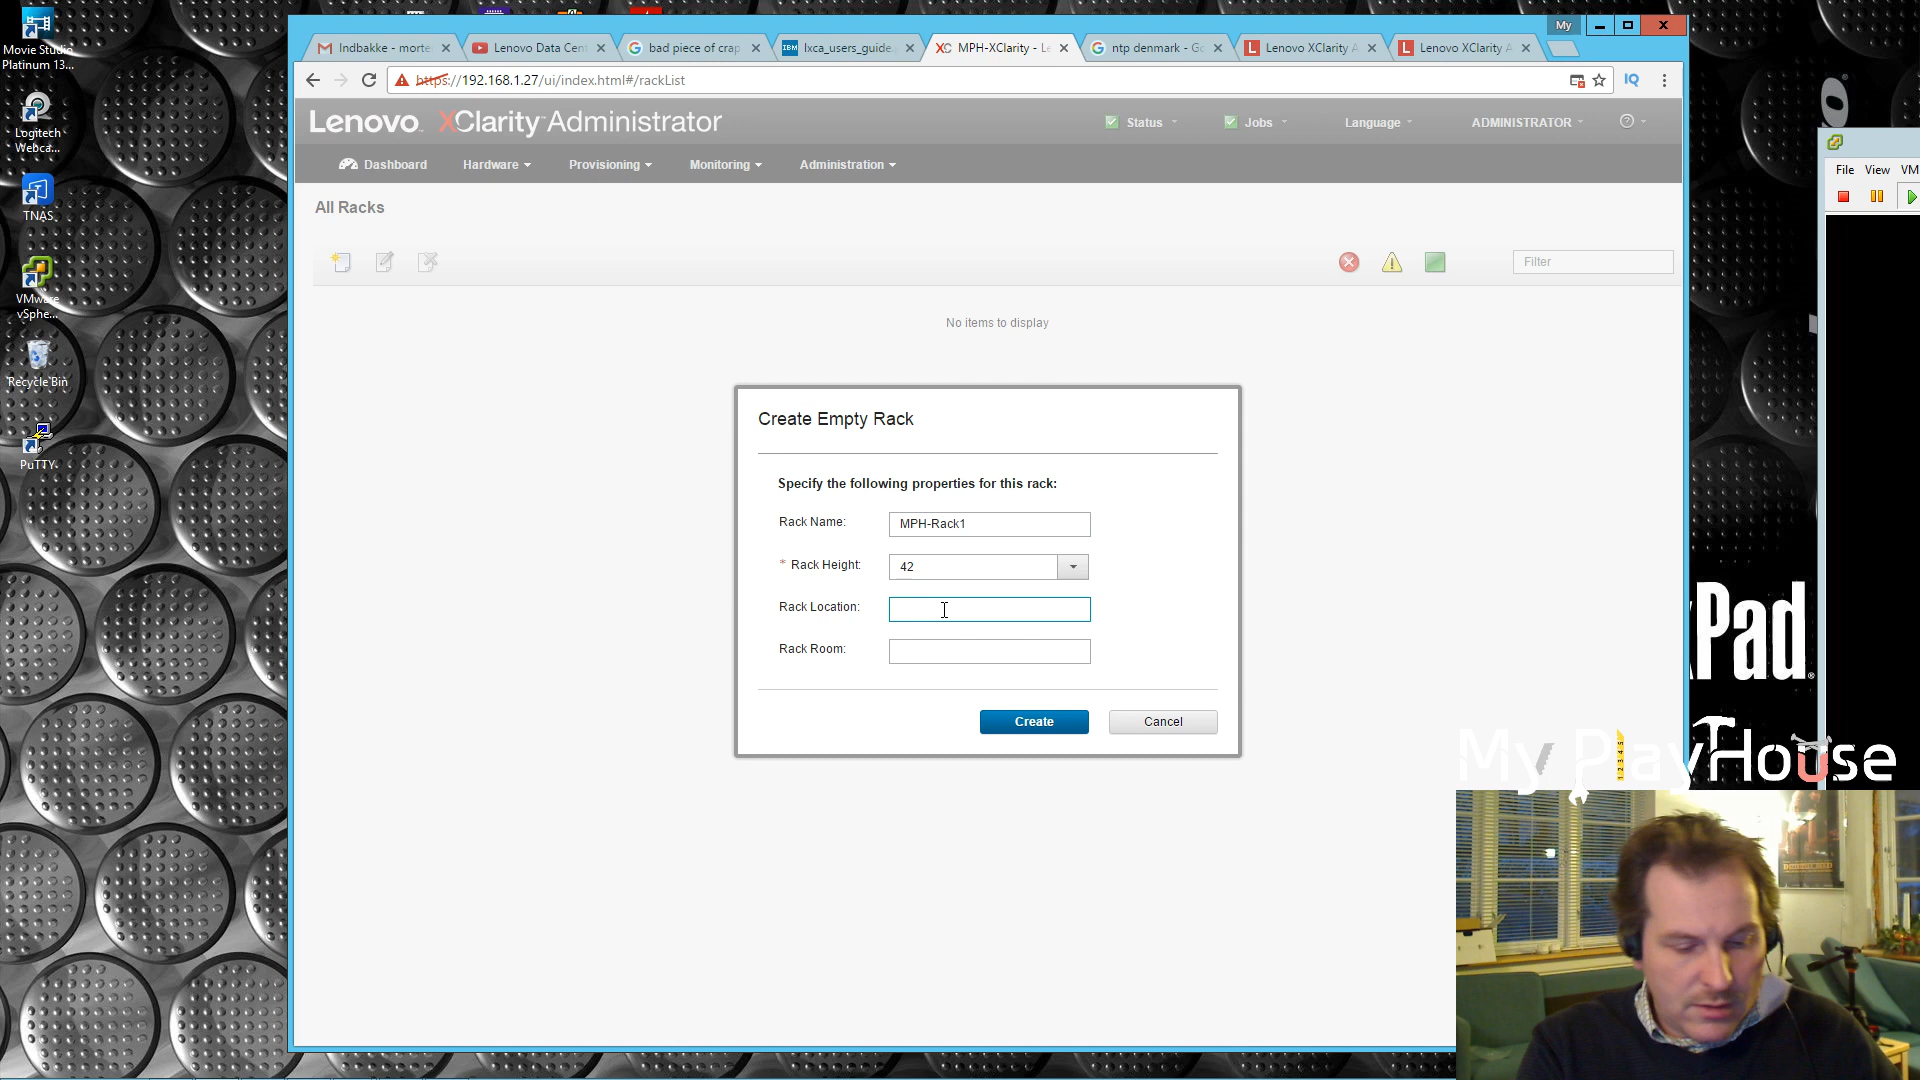 My
Indbakke - morte
Lenovo Data Cen
bad piece of crap
IBM lxca_users_guide.
XC MPH-XClarity - Le
ntp denmark - Go
L Lenovo XClarity A
L Lenovo XClarity A
https://192.168.1.27/ui/index.html#/rackList
IQ
Lenovo XClarity Administrator
Status
Jobs
Language
ADMINISTRATOR
Dashboard
Hardware
Provisioning
Monitoring
Administration
All Racks
Filter
No items to display
Create Empty Rack
Specify the following properties for this rack:
Rack Name:
MPH-Rack1
* Rack Height:
42
Rack Location:
Rack Room:
Create
Cancel
Movie Studio
Platinum 13...
Logitech
Webca...
TNAS
VMware
vSphe...
Recycle Bin
PuTTY
File View VM
Pad
My PlayHouse